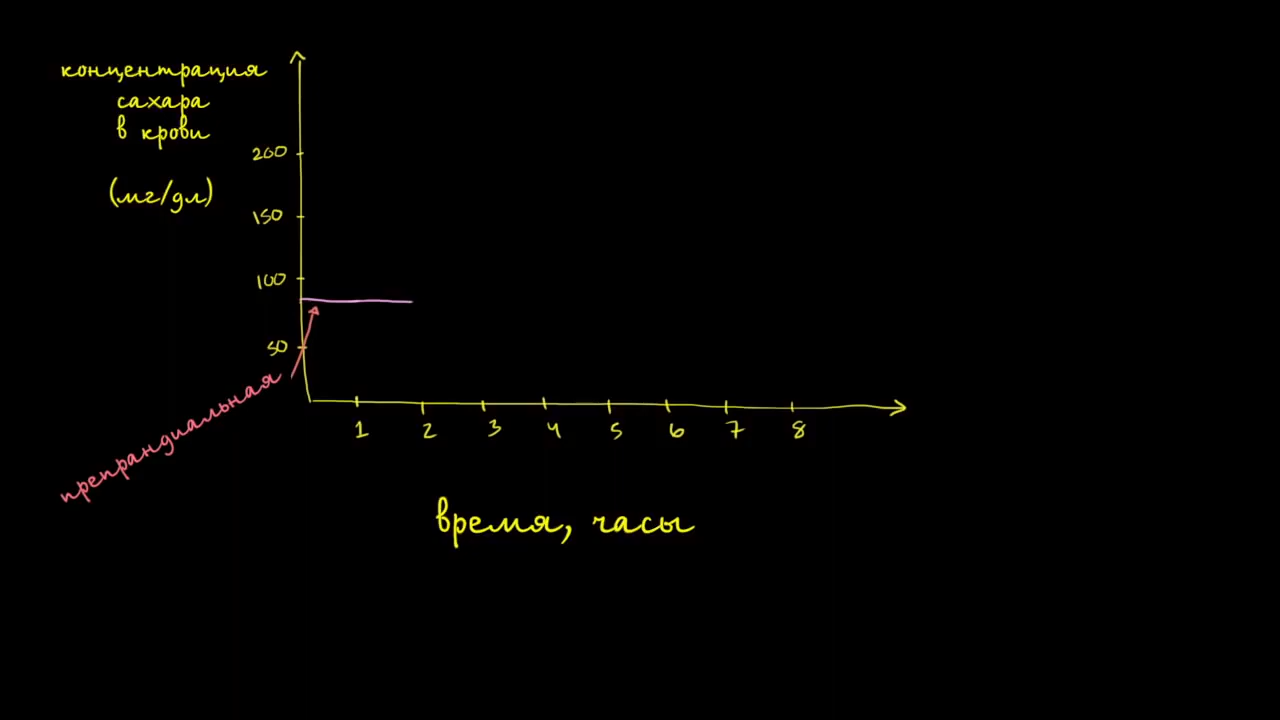 концентрация
сахара
в крови
(мг/дл)
200
150
100
50
препрандиальная
1 2 3 4 5 6 7 8
время, часы